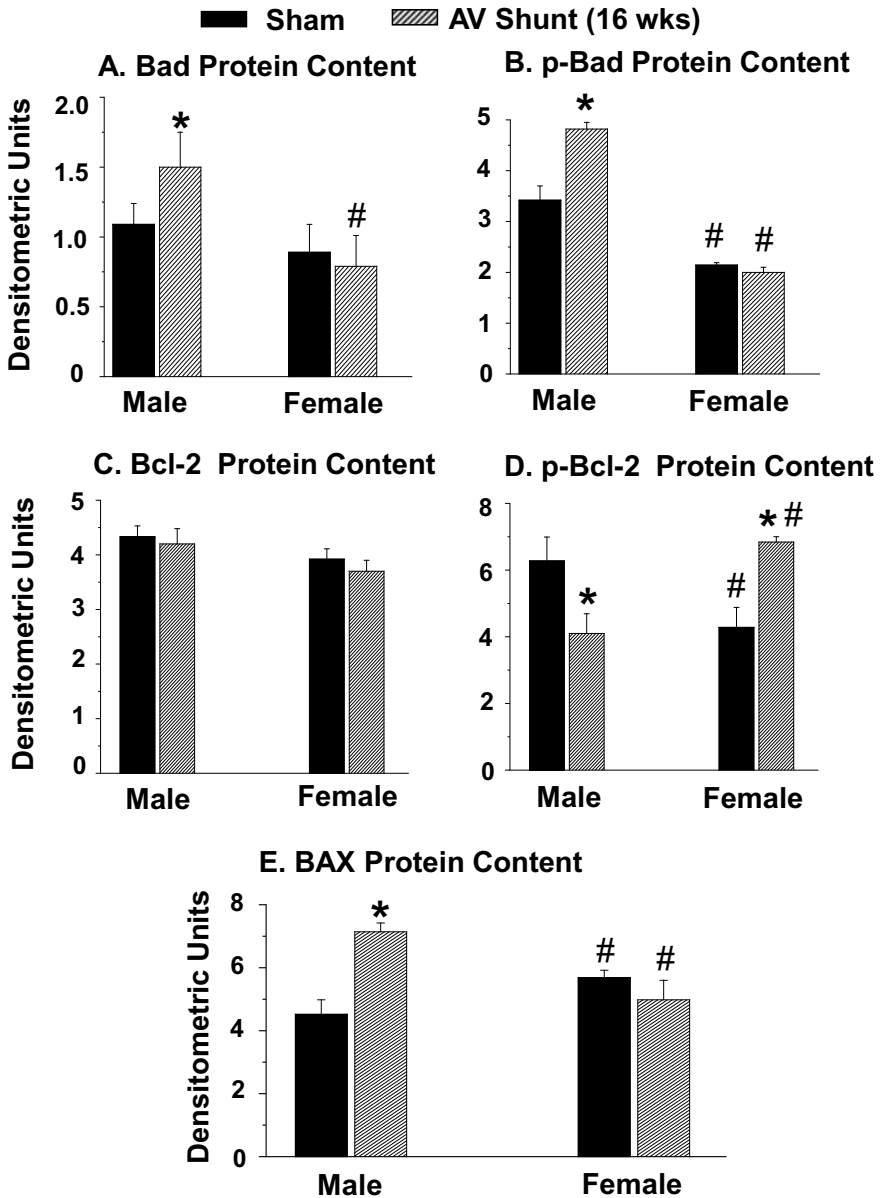 Sham AV Shunt (16 wks)
A. Bad Protein Content
Densitometric Units
2.0
1.5
1.0
0.5
0
*
#
Male Female
B. p-Bad Protein Content
5
4
3
2
1
0
*
# #
Male Female
C. Bcl-2 Protein Content
Densitometric Units
5
4
3
2
1
0
Male Female
D. p-Bcl-2 Protein Content
8
6
4
2
0
*
#
* #
Male Female
E. BAX Protein Content
Densitometric Units
8
6
4
2
0
*
# #
Male Female